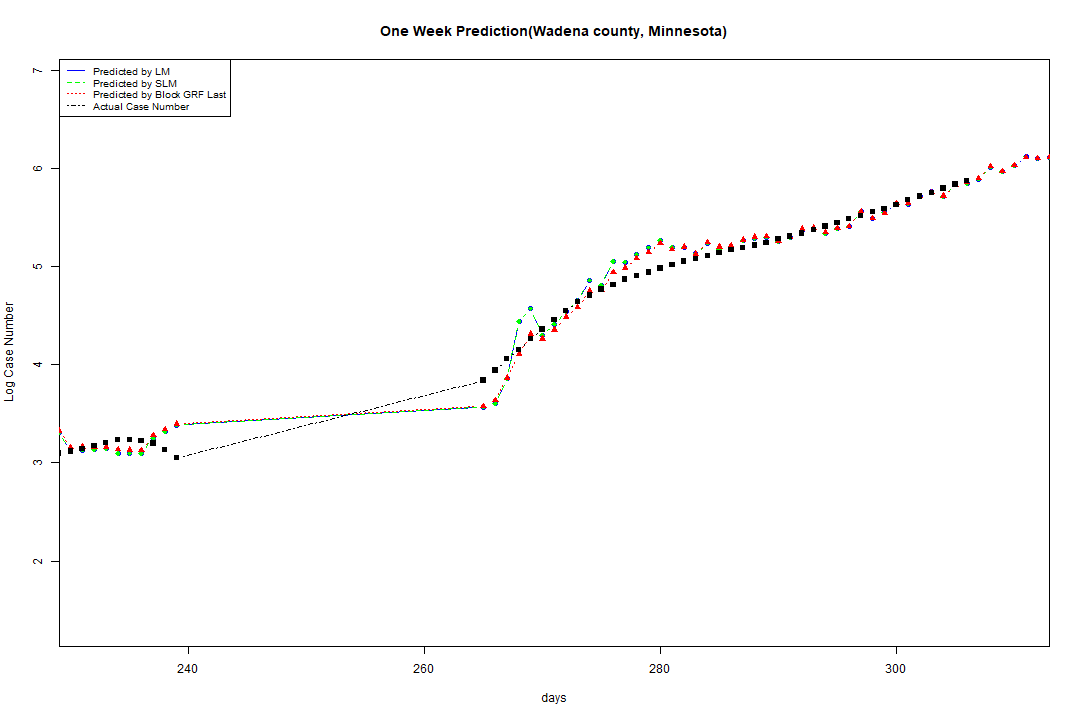 One Week Prediction(Wadena county, Minnesota)
Predicted by LM
Predicted by SLM
Predicted by Block GRF Last
Actual Case Number
7
6
5
4
3
2
Log Case Number
240 260 280 300
days